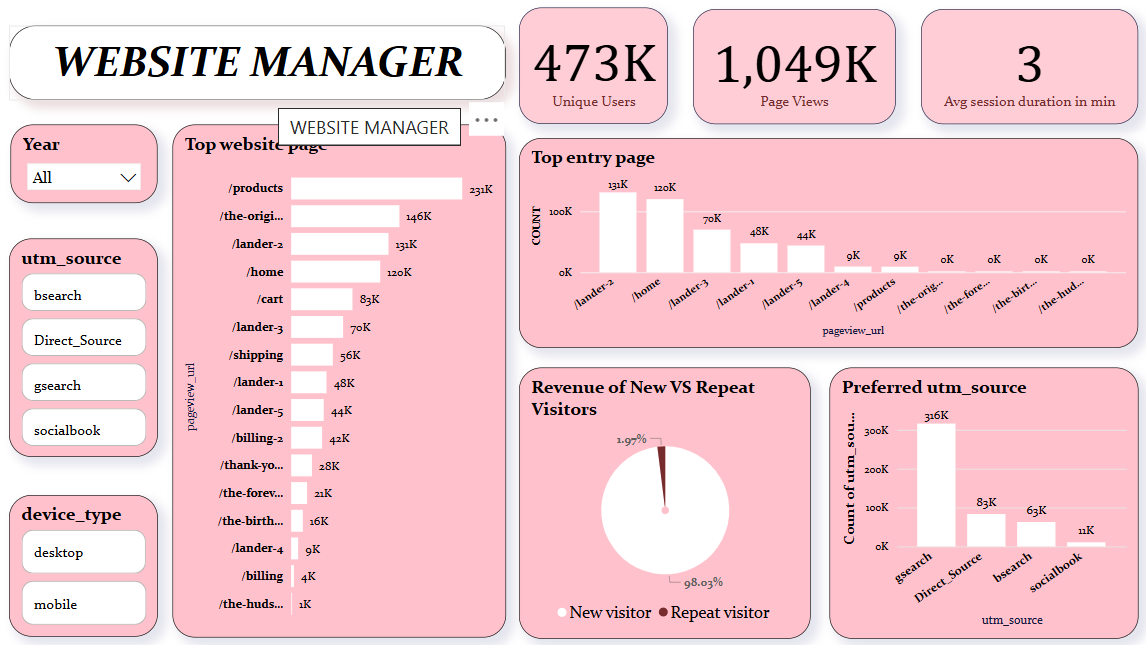 WEBSITE MANAGER
473K
Unique Users
1,049K
Page Views
3
Avg session duration in min
WEBSITE MANAGER
Year
All
utm_source
bsearch
Direct_Source
gsearch
socialbook
device_type
desktop
mobile
Top website page
pageview_url
/products 231K
/the-origi... 146K
/lander-2 131K
/home 120K
/cart 83K
/lander-3 70K
/shipping 56K
/lander-1 48K
/lander-5 44K
/billing-2 42K
/thank-yo... 28K
/the-forev... 21K
/the-birth... 16K
/lander-4 9K
/billing 4K
/the-huds... 1K
Top entry page
COUNT
100K
0K
131K 120K 70K 48K 44K 9K 9K 0K 0K 0K 0K
/lander-2 /home /lander-3 /lander-1 /lander-5 /lander-4 /products /the-orig... /the-fore... /the-birt... /the-hud...
pageview_url
Revenue of New VS Repeat
Visitors
1.97%
98.03%
New visitor Repeat visitor
Preferred utm_source
Count of utm_sou...
300K
200K
100K
0K
316K 83K 63K 11K
gsearch Direct_Source bsearch socialbook
utm_source